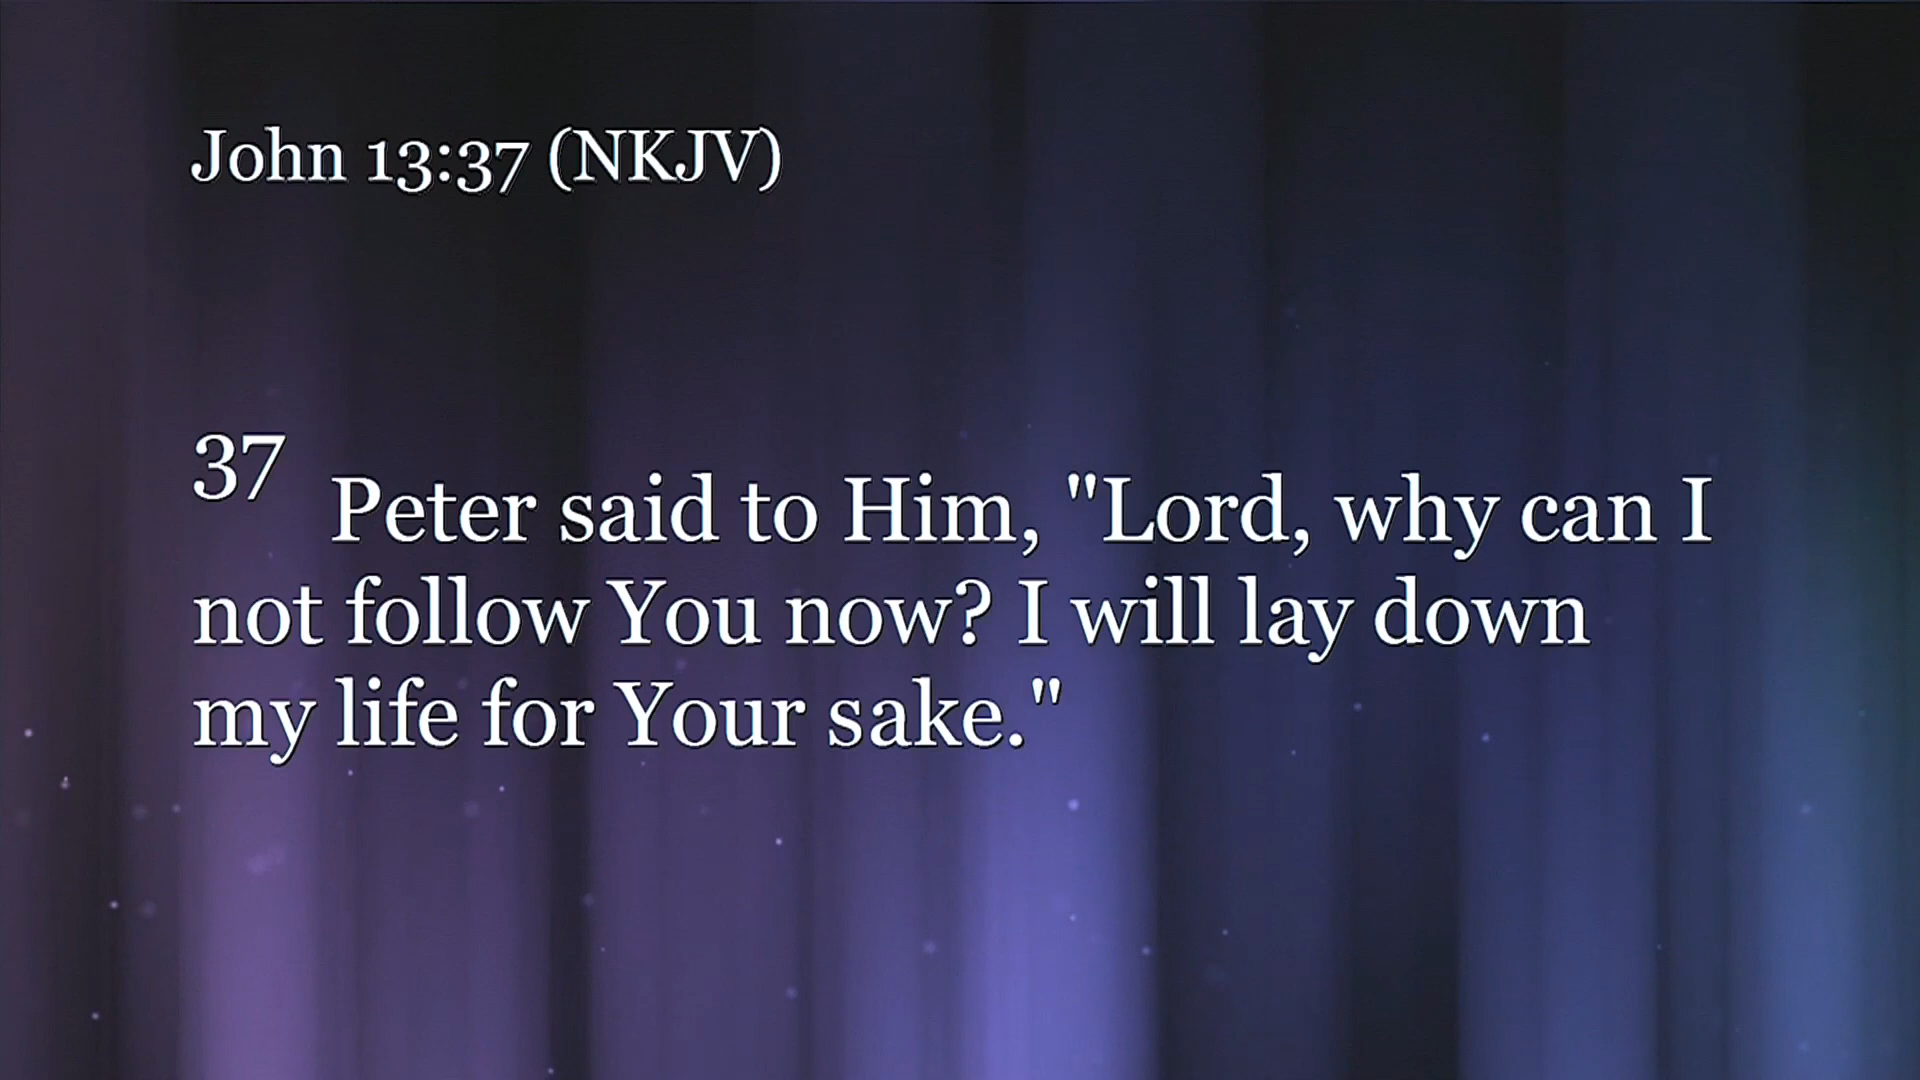 John 13:37 (NKJV)
37 Peter said to Him, "Lord, why can I
not follow You now? I will lay down
my life for Your sake."